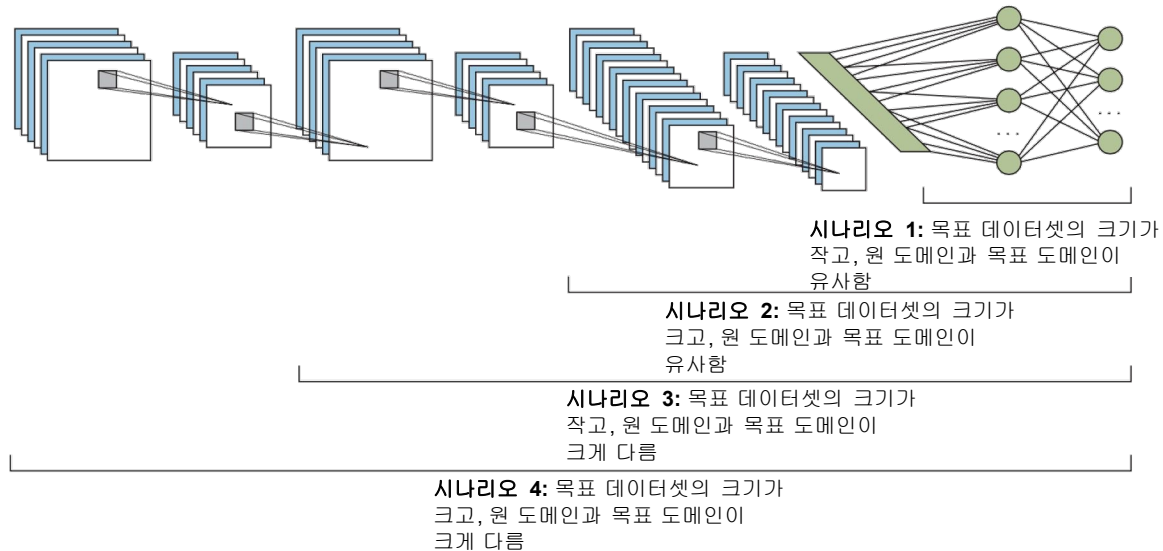 시나리오 1: 목표 데이터셋의 크기가
작고, 원 도메인과 목표 도메인이
유사함
시나리오 2: 목표 데이터셋의 크기가
크고, 원 도메인과 목표 도메인이
유사함
시나리오 3: 목표 데이터셋의 크기가
작고, 원 도메인과 목표 도메인이
크게 다름
시나리오 4: 목표 데이터셋의 크기가
크고, 원 도메인과 목표 도메인이
크게 다름